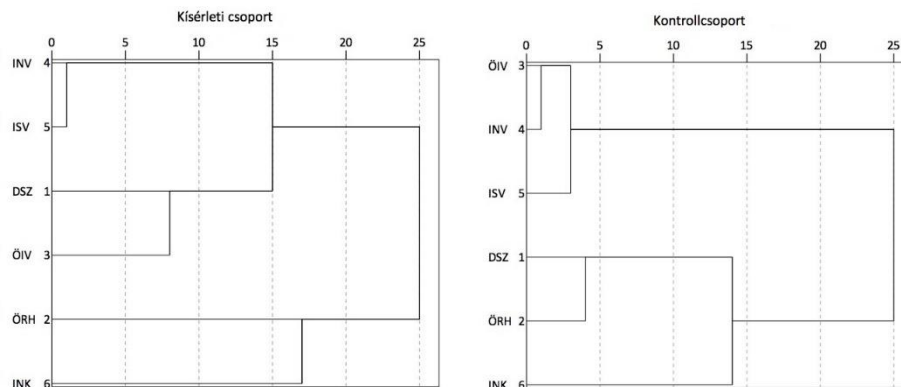 Kísérleti csoport
0 5 10 15 20 25
INV 4
ISV 5
DSZ 1
ÖIV 3
ÖRH 2
INK 6
Kontrollcsoport
0 5 10 15 20 25
ÖIV 3
INV 4
ISV 5
DSZ 1
ÖRH 2
INK 6